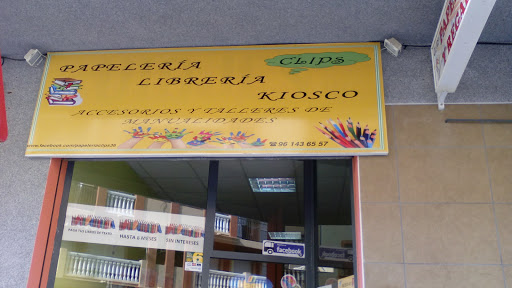 PAPELERÍA
CLIPS
LIBRERÍA
KIOSCO
ACCESORIOS Y TALLERES DE
MANUALIDADES
96 143 65 57
HASTA 6 MESES
SIN INTERESES
facebook